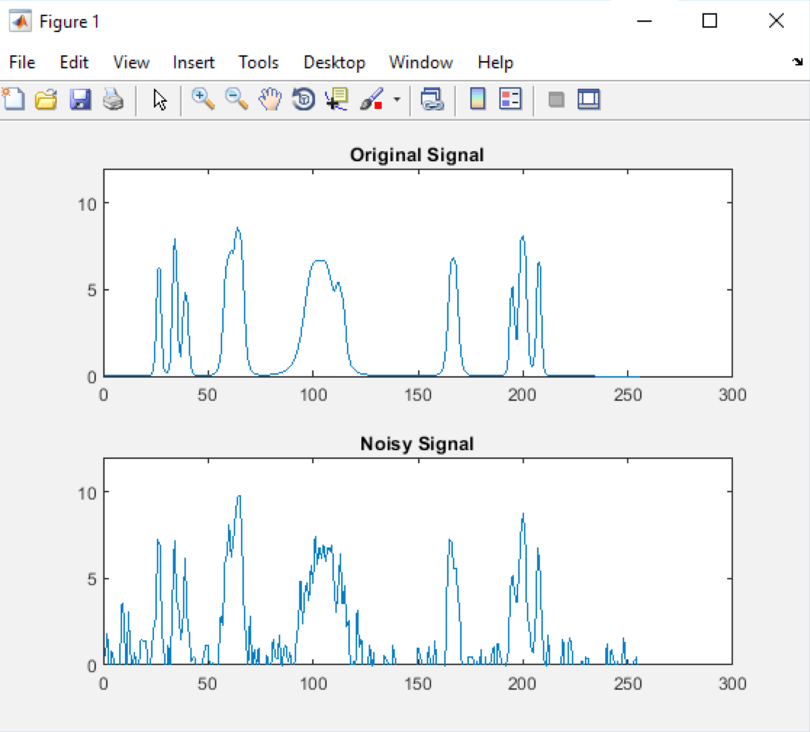 Figure 1
File Edit View Insert Tools Desktop Window Help
Original Signal
10
5
0
0 50 100 150 200 250 300
Noisy Signal
10
5
0
0 50 100 150 200 250 300